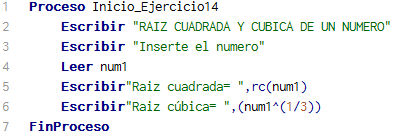 1 Proceso Inicio_Ejercicio14
2 Escribir "RAIZ CUADRADA Y CUBICA DE UN NUMERO"
3 Escribir "Inserte el numero"
4 Leer num1
5 Escribir"Raiz cuadrada= ",rc(num1)
6 Escribir"Raiz cúbica= ",(num1^(1/3))
7 FinProceso